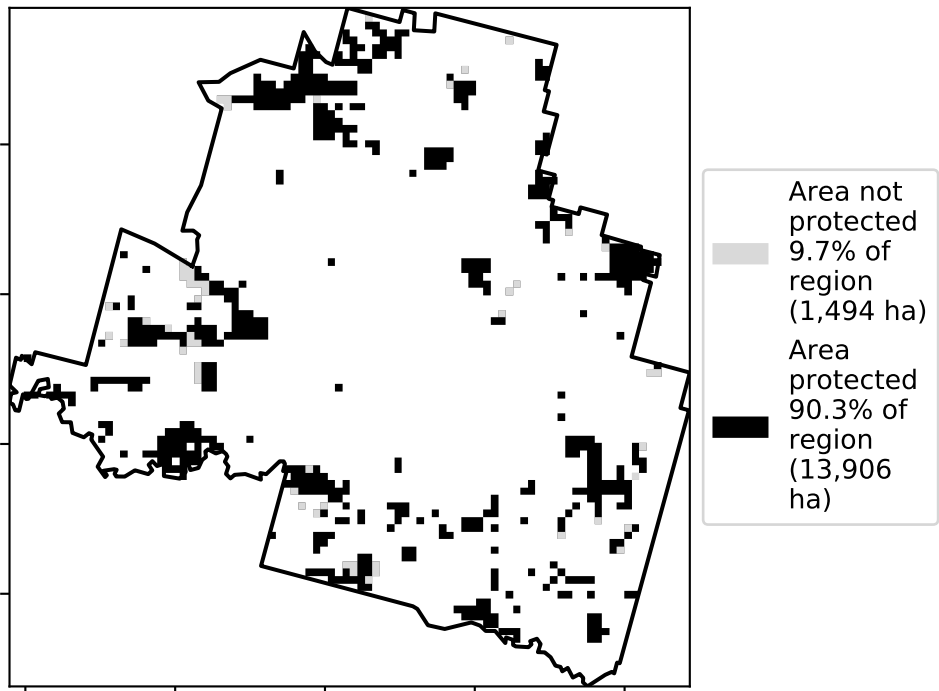 Area not
protected
9.7% of
region
(1,494 ha)
Area
protected
90.3% of
region
(13,906
ha)